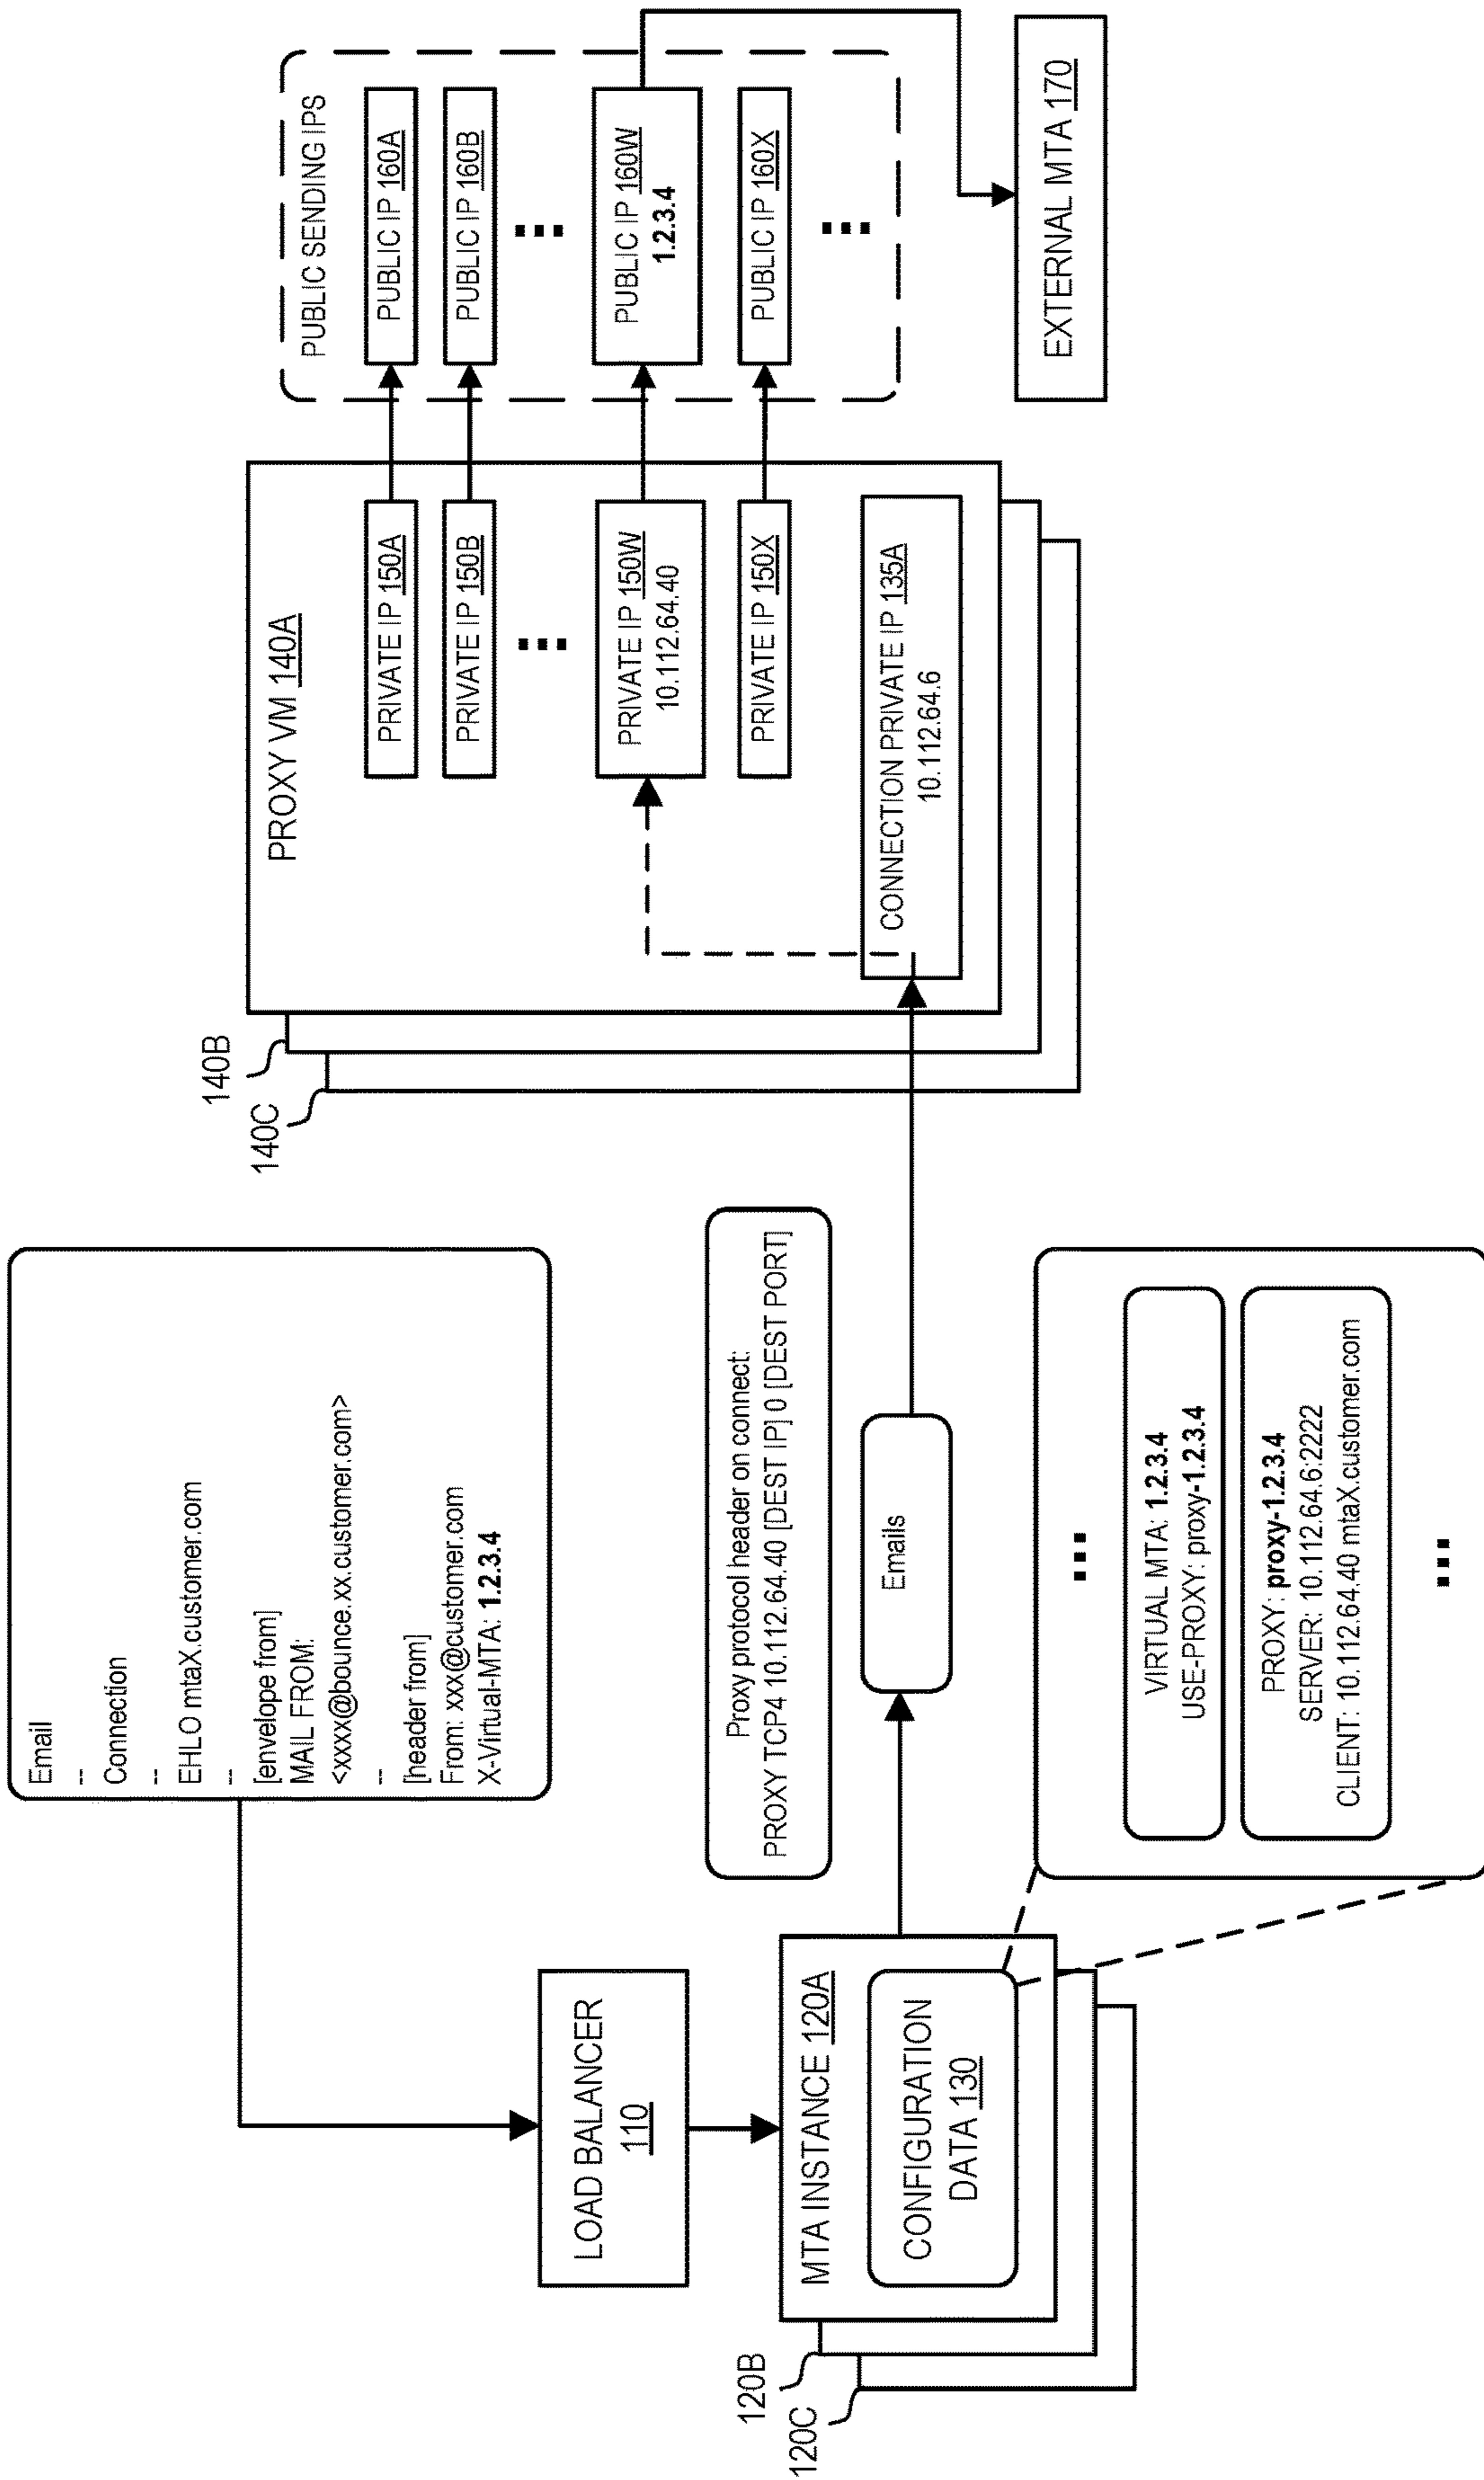 Email
--
Connection
--
EHLO mtaX.customer.com
--
[envelope from]
MAIL FROM:
<xxxx@bounce.xx.customer.com>
--
[header from]
From: xxx@customer.com
X-Virtual-MTA: 1.2.3.4
LOAD BALANCER
110
MTA INSTANCE 120A
CONFIGURATION
DATA 130
120B
120C
Proxy protocol header on connect:
PROXY TCP4 10.112.64.40 [DEST IP] 0 [DEST PORT]
Emails
VIRTUAL MTA: 1.2.3.4
USE-PROXY: proxy-1.2.3.4
PROXY: proxy-1.2.3.4
SERVER: 10.112.64.6:2222
CLIENT: 10.112.64.40 mtaX.customer.com
140B
140C
PROXY VM 140A
PRIVATE IP 150A
PRIVATE IP 150B
PRIVATE IP 150W
10.112.64.40
PRIVATE IP 150X
CONNECTION PRIVATE IP 135A
10.112.64.6
PUBLIC SENDING IPS
PUBLIC IP 160A
PUBLIC IP 160B
PUBLIC IP 160W
1.2.3.4
PUBLIC IP 160X
EXTERNAL MTA 170